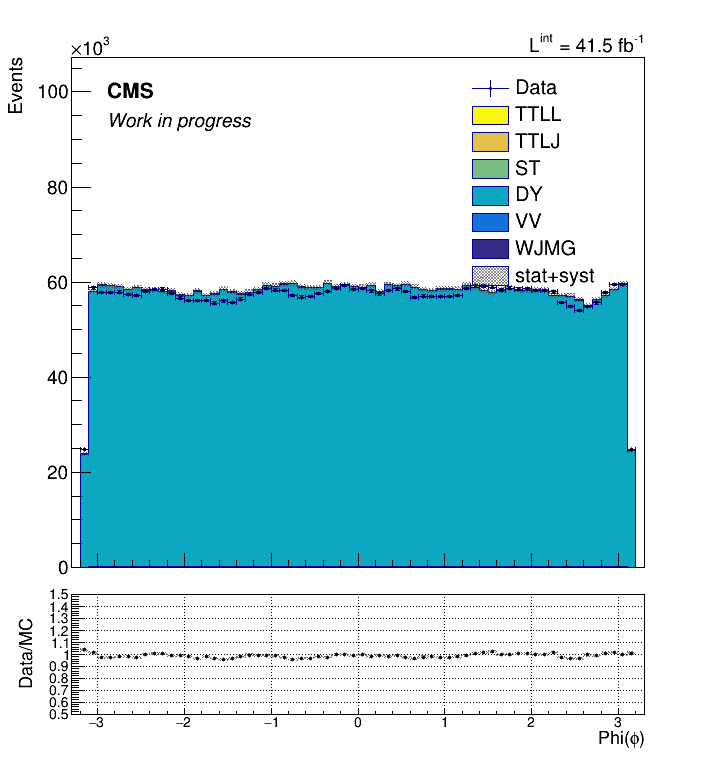 ×10³
L^int = 41.5 fb⁻¹
Events
CMS
Work in progress
Data
TTLL
TTLJ
ST
DY
VV
WJMG
stat+syst
100
80
60
40
20
0
Data/MC
1.5
1.4
1.3
1.2
1.1
1
0.9
0.8
0.7
0.6
0.5
−3 −2 −1 0 1 2 3
Phi(ϕ)